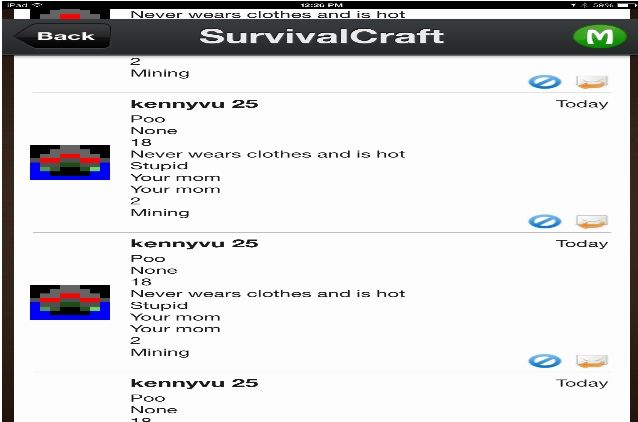 iPad
12:26 PM
85%
Never wears clothes and is hot
Back
SurvivalCraft
M
2
Mining
kennyvu 25
Today
Poo
None
18
Never wears clothes and is hot
Stupid
Your mom
Your mom
2
Mining
kennyvu 25
Today
Poo
None
18
Never wears clothes and is hot
Stupid
Your mom
Your mom
2
Mining
kennyvu 25
Today
Poo
None
18